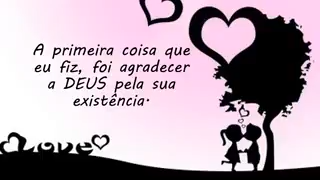 A primeira coisa que
eu fiz, foi agradecer
a DEUS pela sua
existência.
Love